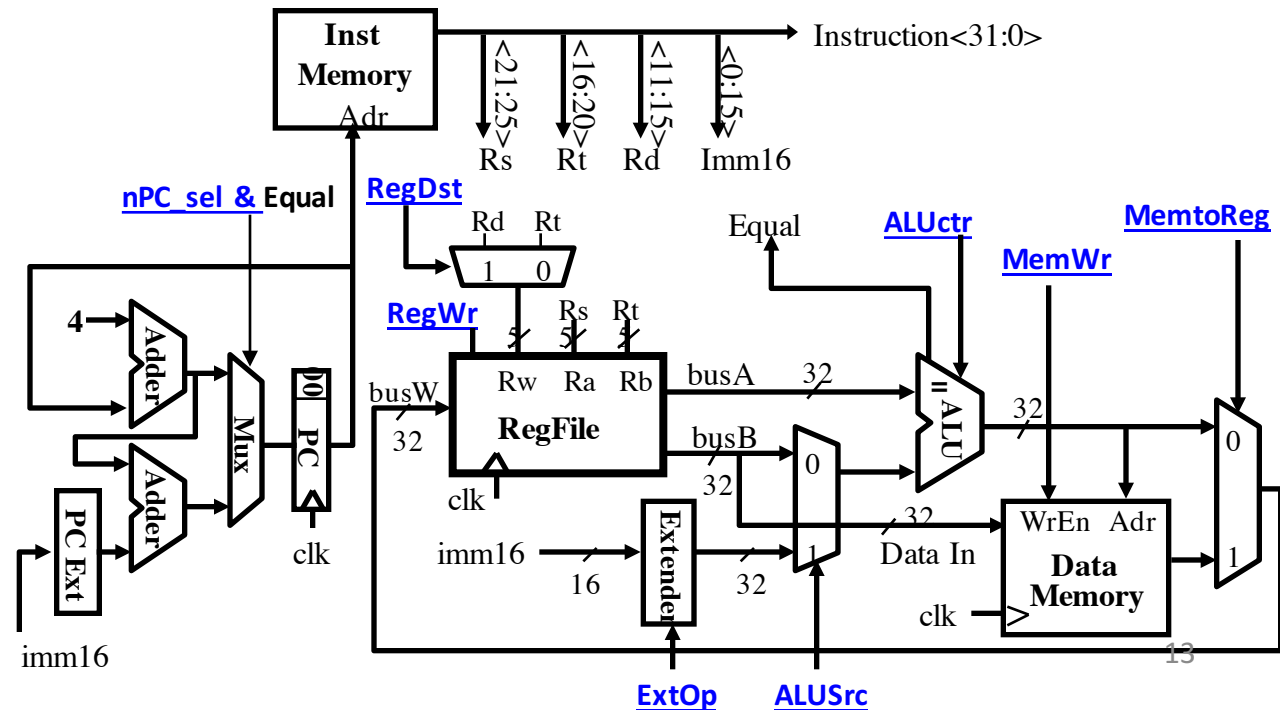 Inst
Memory
Adr
Instruction<31:0>
<21:25>
<16:20>
<11:15>
<0:15>
Rs
Rt
Rd
Imm16
nPC_sel & Equal
RegDst
Rd
Rt
1
0
Equal
ALUctr
MemtoReg
MemWr
4
Adder
Mux
00
PC
clk
Adder
PC Ext
imm16
RegWr
5
Rs
5
Rt
5
busW
32
Rw
Ra
Rb
RegFile
clk
busA
32
busB
32
0
1
imm16
16
Extender
32
=
ALU
32
32
Data In
WrEn
Adr
Data
Memory
clk
0
1
13
ExtOp
ALUSrc